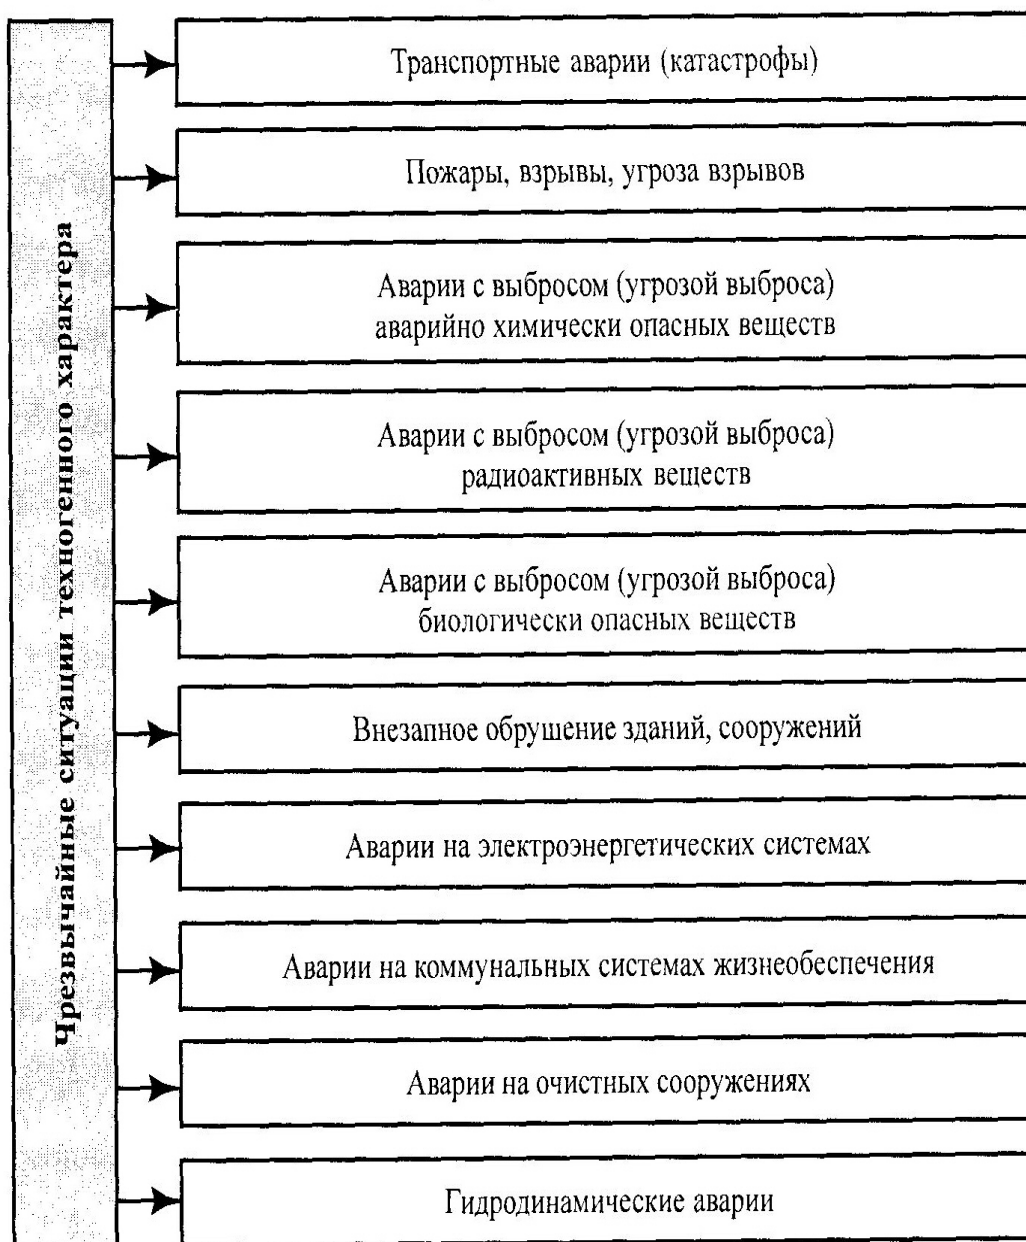 Чрезвычайные ситуации техногенного характера
Транспортные аварии (катастрофы)
Пожары, взрывы, угроза взрывов
Аварии с выбросом (угрозой выброса)
аварийно химически опасных веществ
Аварии с выбросом (угрозой выброса)
радиоактивных веществ
Аварии с выбросом (угрозой выброса)
биологически опасных веществ
Внезапное обрушение зданий, сооружений
Аварии на электроэнергетических системах
Аварии на коммунальных системах жизнеобеспечения
Аварии на очистных сооружениях
Гидродинамические аварии